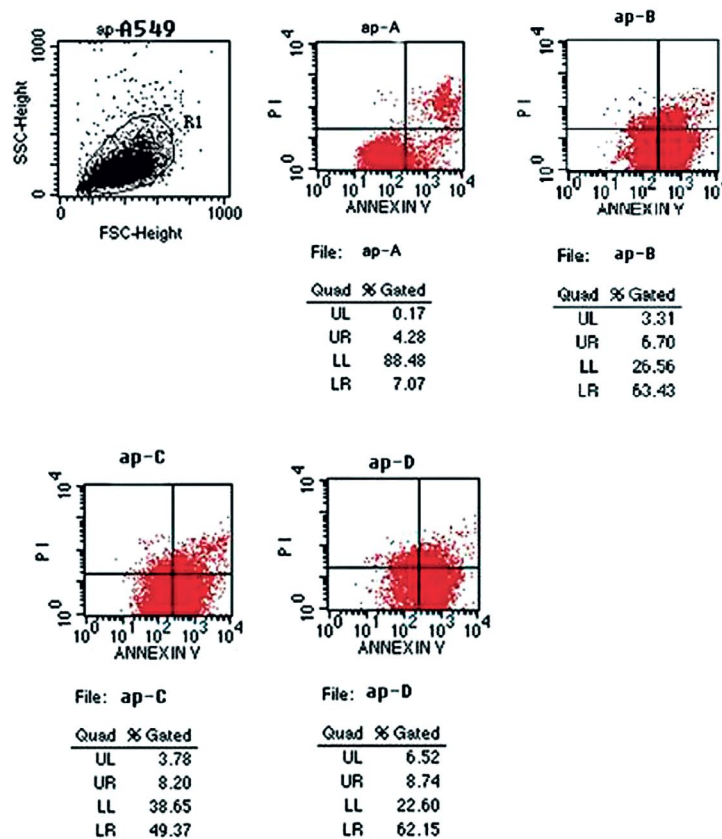 ap-A549
1000
SSC-Height
R1
0
0
1000
FSC-Height
ap-A
10^4
PI
10^0
10^0 10^1 10^2 10^3 10^4
ANNEXIN Y
File: ap-A
Quad % Gated
UL 0.17
UR 4.28
LL 88.48
LR 7.07
ap-B
10^4
PI
10^0
10^0 10^1 10^2 10^3 10^4
ANNEXIN Y
File: ap-B
Quad % Gated
UL 3.31
UR 6.70
LL 26.56
LR 63.43
ap-C
10^4
PI
10^0
10^0 10^1 10^2 10^3 10^4
ANNEXIN Y
File: ap-C
Quad % Gated
UL 3.78
UR 8.20
LL 38.65
LR 49.37
ap-D
10^4
PI
10^0
10^0 10^1 10^2 10^3 10^4
ANNEXIN Y
File: ap-D
Quad % Gated
UL 6.52
UR 8.74
LL 22.60
LR 62.15